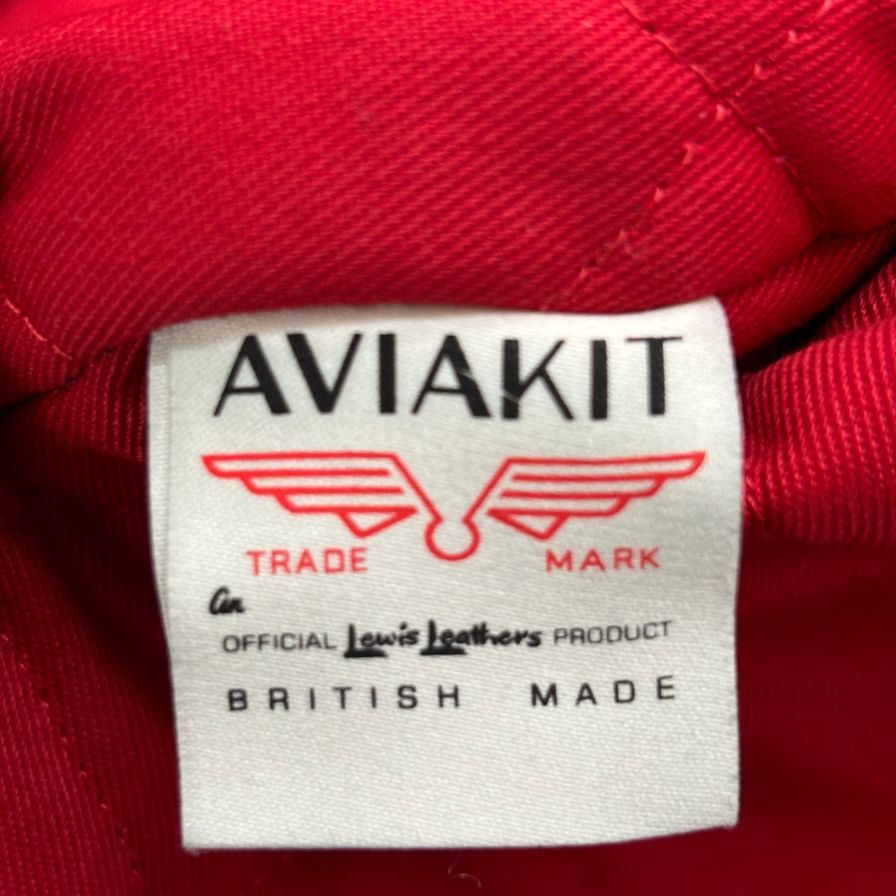 AVIAKIT
TRADE MARK
an
OFFICIAL Lewis Leathers PRODUCT
BRITISH MADE